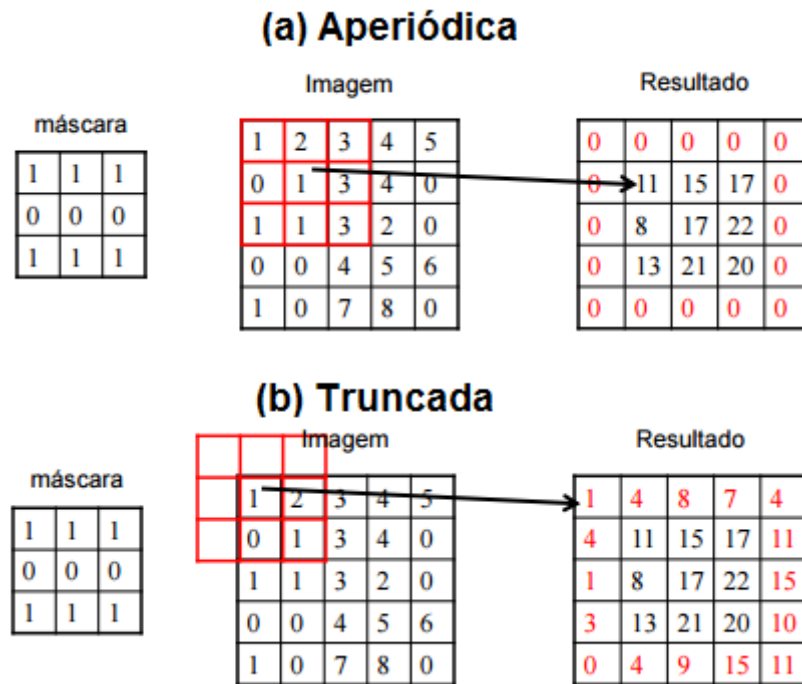 (a) Aperiódica
Imagem
Resultado
máscara
1 1 1
0 0 0
1 1 1
1 2 3 4 5
0 1 3 4 0
1 1 3 2 0
0 0 4 5 6
1 0 7 8 0
0 0 0 0 0
0 11 15 17 0
0 8 17 22 0
0 13 21 20 0
0 0 0 0 0
(b) Truncada
Imagem
Resultado
máscara
1 1 1
0 0 0
1 1 1
1 2 3 4 5
0 1 3 4 0
1 1 3 2 0
0 0 4 5 6
1 0 7 8 0
1 4 8 7 4
4 11 15 17 11
1 8 17 22 15
3 13 21 20 10
0 4 9 15 11